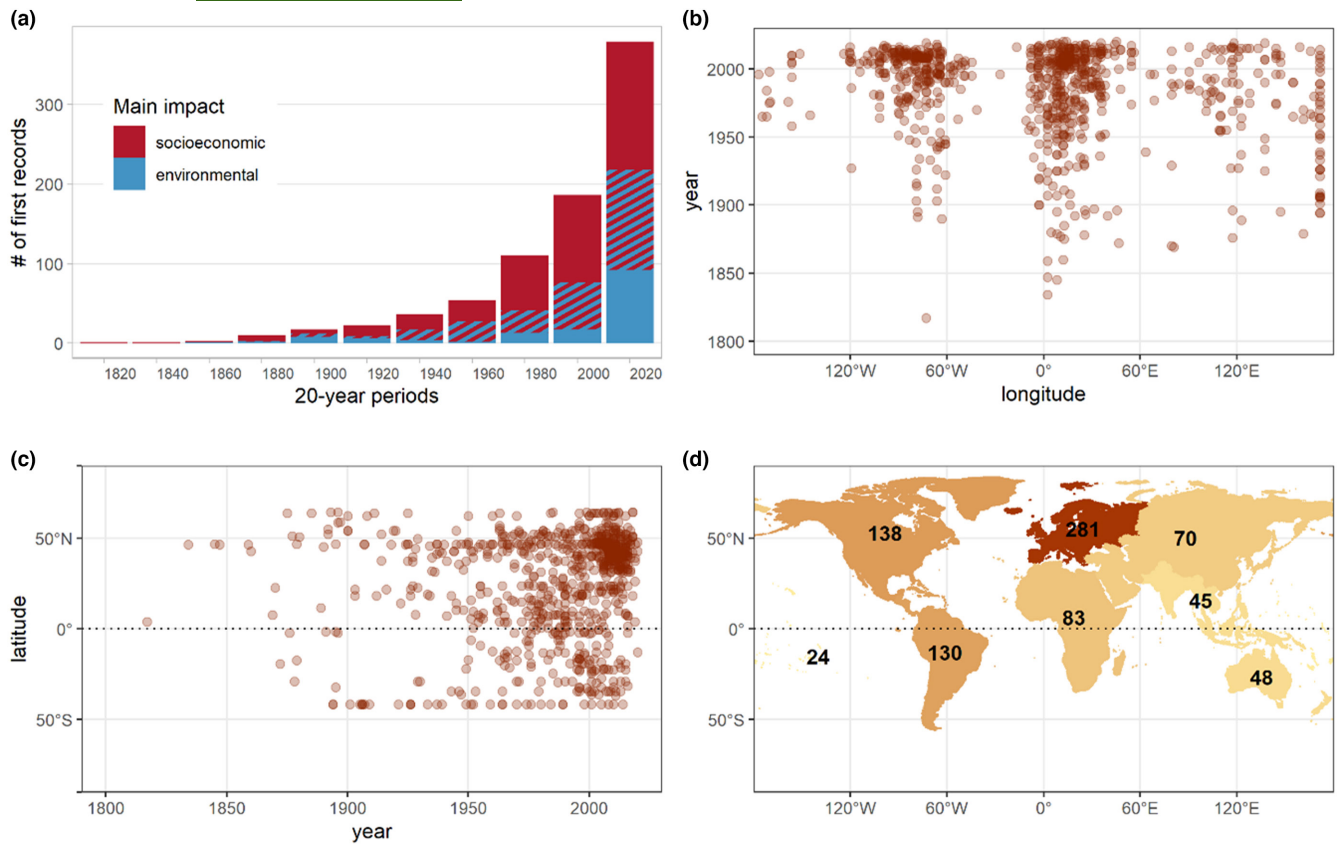 (a)
300
200
100
0
# of first records
Main impact
socioeconomic
environmental
1820 1840 1860 1880 1900 1920 1940 1960 1980 2000 2020
20-year periods
(b)
2000
1950
1900
1850
1800
year
120°W 60°W 0° 60°E 120°E
longitude
(c)
50°N
0°
50°S
latitude
1800 1850 1900 1950 2000
year
(d)
50°N
0°
50°S
138
281
70
45
83
24
130
48
120°W 60°W 0° 60°E 120°E